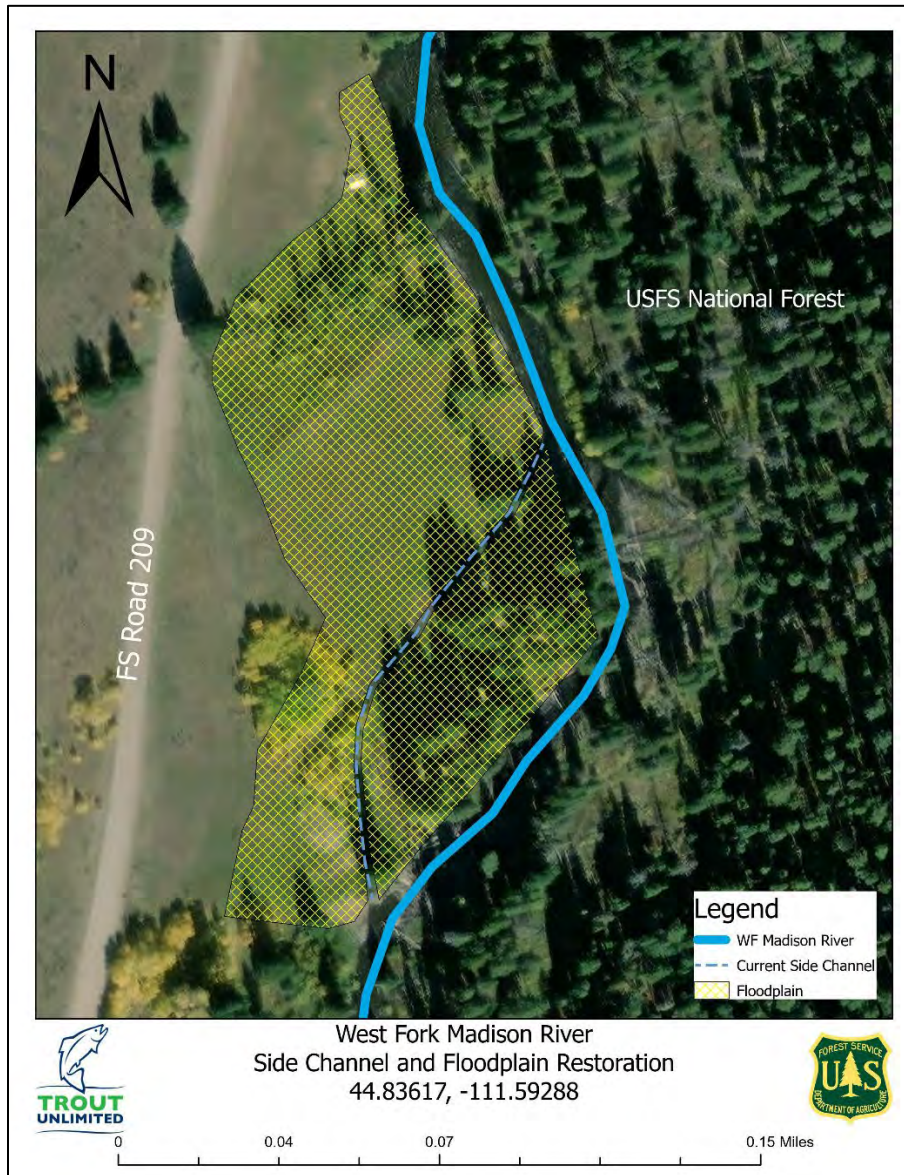 N
USFS National Forest
FS Road 209
Legend
WF Madison River
Current Side Channel
Floodplain
West Fork Madison River
Side Channel and Floodplain Restoration
44.83617, -111.59288
TROUT
UNLIMITED
FOREST SERVICE
US
DEPARTMENT OF AGRICULTURE
0 0.04 0.07 0.15 Miles